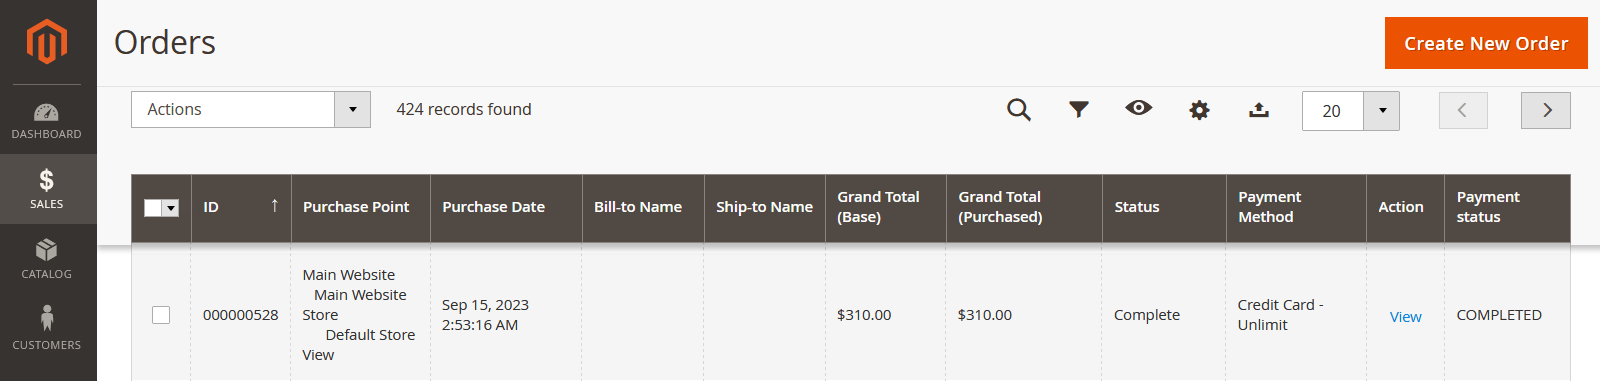 Orders
Create New Order
Actions
424 records found
20
DASHBOARD
SALES
CATALOG
CUSTOMERS
ID ↑ Purchase Point Purchase Date Bill-to Name Ship-to Name Grand Total (Base) Grand Total (Purchased) Status Payment Method Action Payment status
000000528
Main Website
Main Website
Store
Default Store
View
Sep 15, 2023
2:53:16 AM
$310.00
$310.00
Complete
Credit Card -
Unlimit
View
COMPLETED